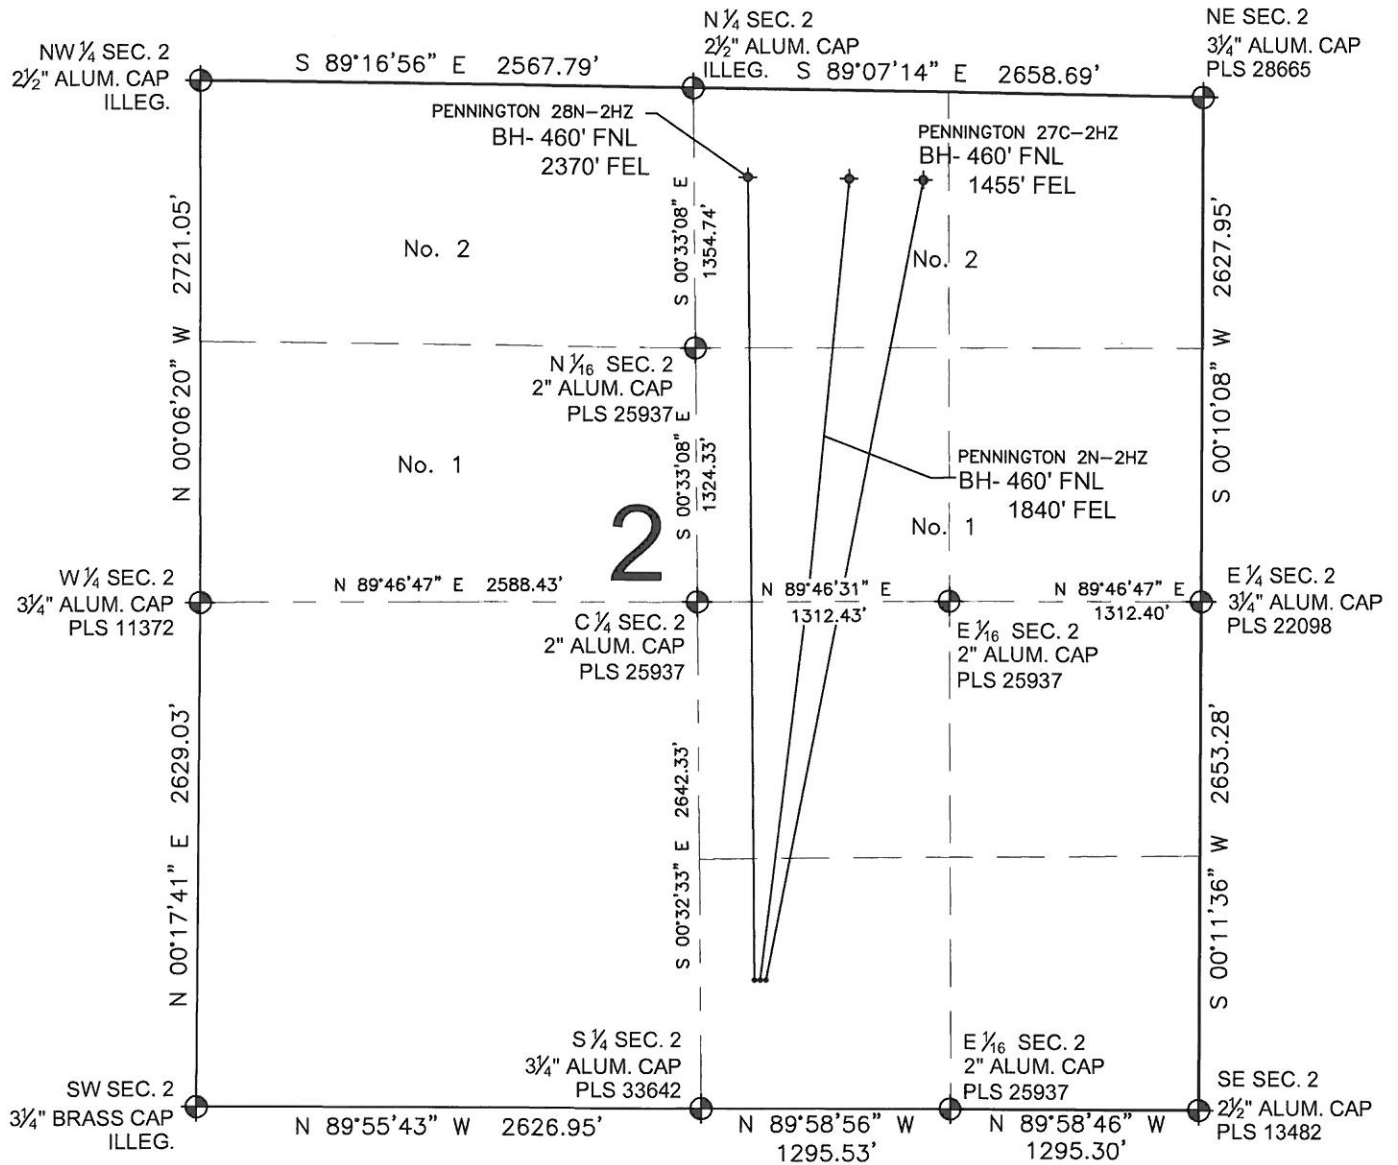 NW ¼ SEC. 2
2½" ALUM. CAP
ILLEG.
S 89°16'56" E 2567.79'
N ¼ SEC. 2
2½" ALUM. CAP
ILLEG.
S 89°07'14" E 2658.69'
NE SEC. 2
3¼" ALUM. CAP
PLS 28665
PENNINGTON 28N-2HZ
BH- 460' FNL
2370' FEL
PENNINGTON 27C-2HZ
BH- 460' FNL
1455' FEL
N 00°06'20" W 2721.05'
No. 2
S 00°33'08" E
1354.74'
No. 2
S 00°10'08" W 2627.95'
N 1⁄16 SEC. 2
2" ALUM. CAP
PLS 25937
No. 1
S 00°33'08" E
1324.33'
PENNINGTON 2N-2HZ
BH- 460' FNL
1840' FEL
No. 1
2
W ¼ SEC. 2
3¼" ALUM. CAP
PLS 11372
N 89°46'47" E 2588.43'
N 89°46'31" E
1312.43'
N 89°46'47" E
1312.40'
E ¼ SEC. 2
3¼" ALUM. CAP
PLS 22098
C ¼ SEC. 2
2" ALUM. CAP
PLS 25937
E 1⁄16 SEC. 2
2" ALUM. CAP
PLS 25937
N 00°17'41" E 2629.03'
S 00°32'33" E 2642.33'
S 00°11'36" W 2653.28'
S ¼ SEC. 2
3¼" ALUM. CAP
PLS 33642
E 1⁄16 SEC. 2
2" ALUM. CAP
PLS 25937
SW SEC. 2
3¼" BRASS CAP
ILLEG.
N 89°55'43" W 2626.95'
N 89°58'56" W
1295.53'
N 89°58'46" W
1295.30'
SE SEC. 2
2½" ALUM. CAP
PLS 13482